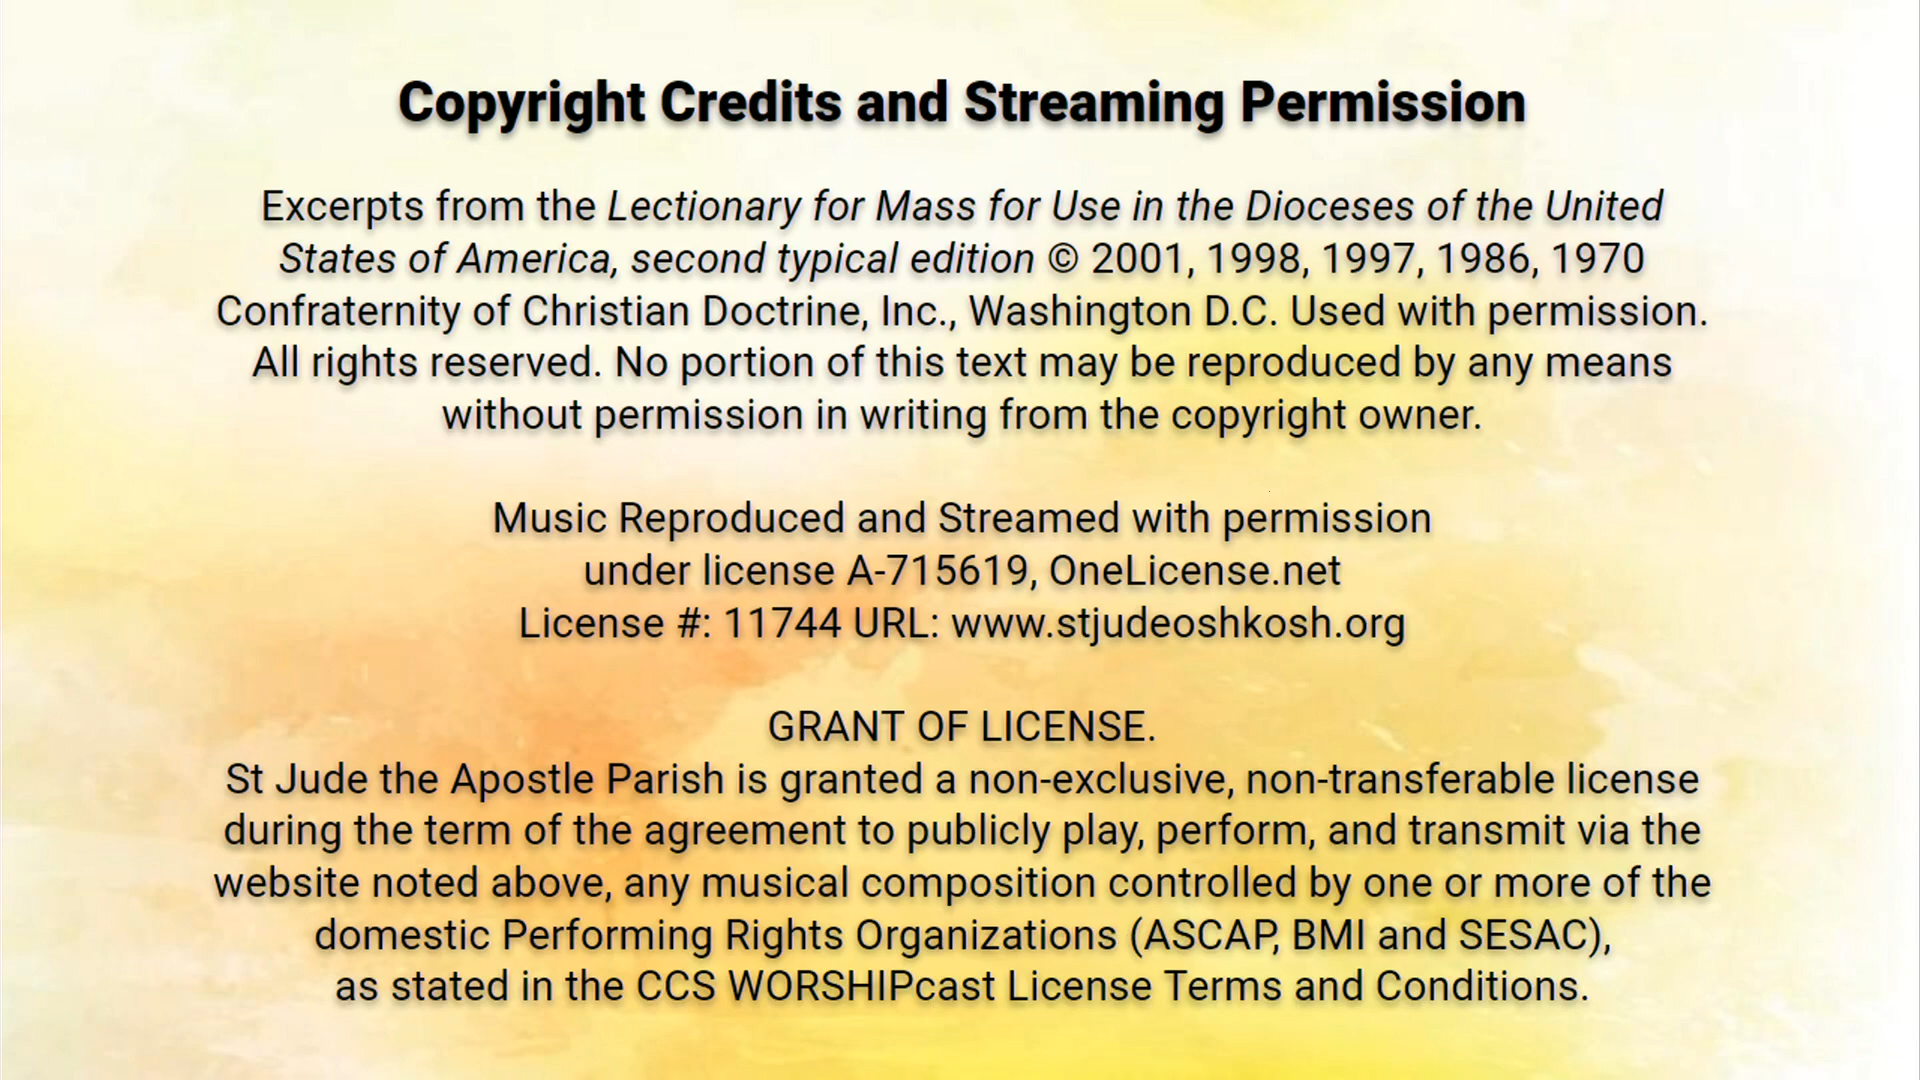 Copyright Credits and Streaming Permission
Excerpts from the Lectionary for Mass for Use in the Dioceses of the United
States of America, second typical edition © 2001, 1998, 1997, 1986, 1970
Confraternity of Christian Doctrine, Inc., Washington D.C. Used with permission.
All rights reserved. No portion of this text may be reproduced by any means
without permission in writing from the copyright owner.
Music Reproduced and Streamed with permission
under license A-715619, OneLicense.net
License #: 11744 URL: www.stjudeoshkosh.org
GRANT OF LICENSE.
St Jude the Apostle Parish is granted a non-exclusive, non-transferable license
during the term of the agreement to publicly play, perform, and transmit via the
website noted above, any musical composition controlled by one or more of the
domestic Performing Rights Organizations (ASCAP, BMI and SESAC),
as stated in the CCS WORSHIPcast License Terms and Conditions.